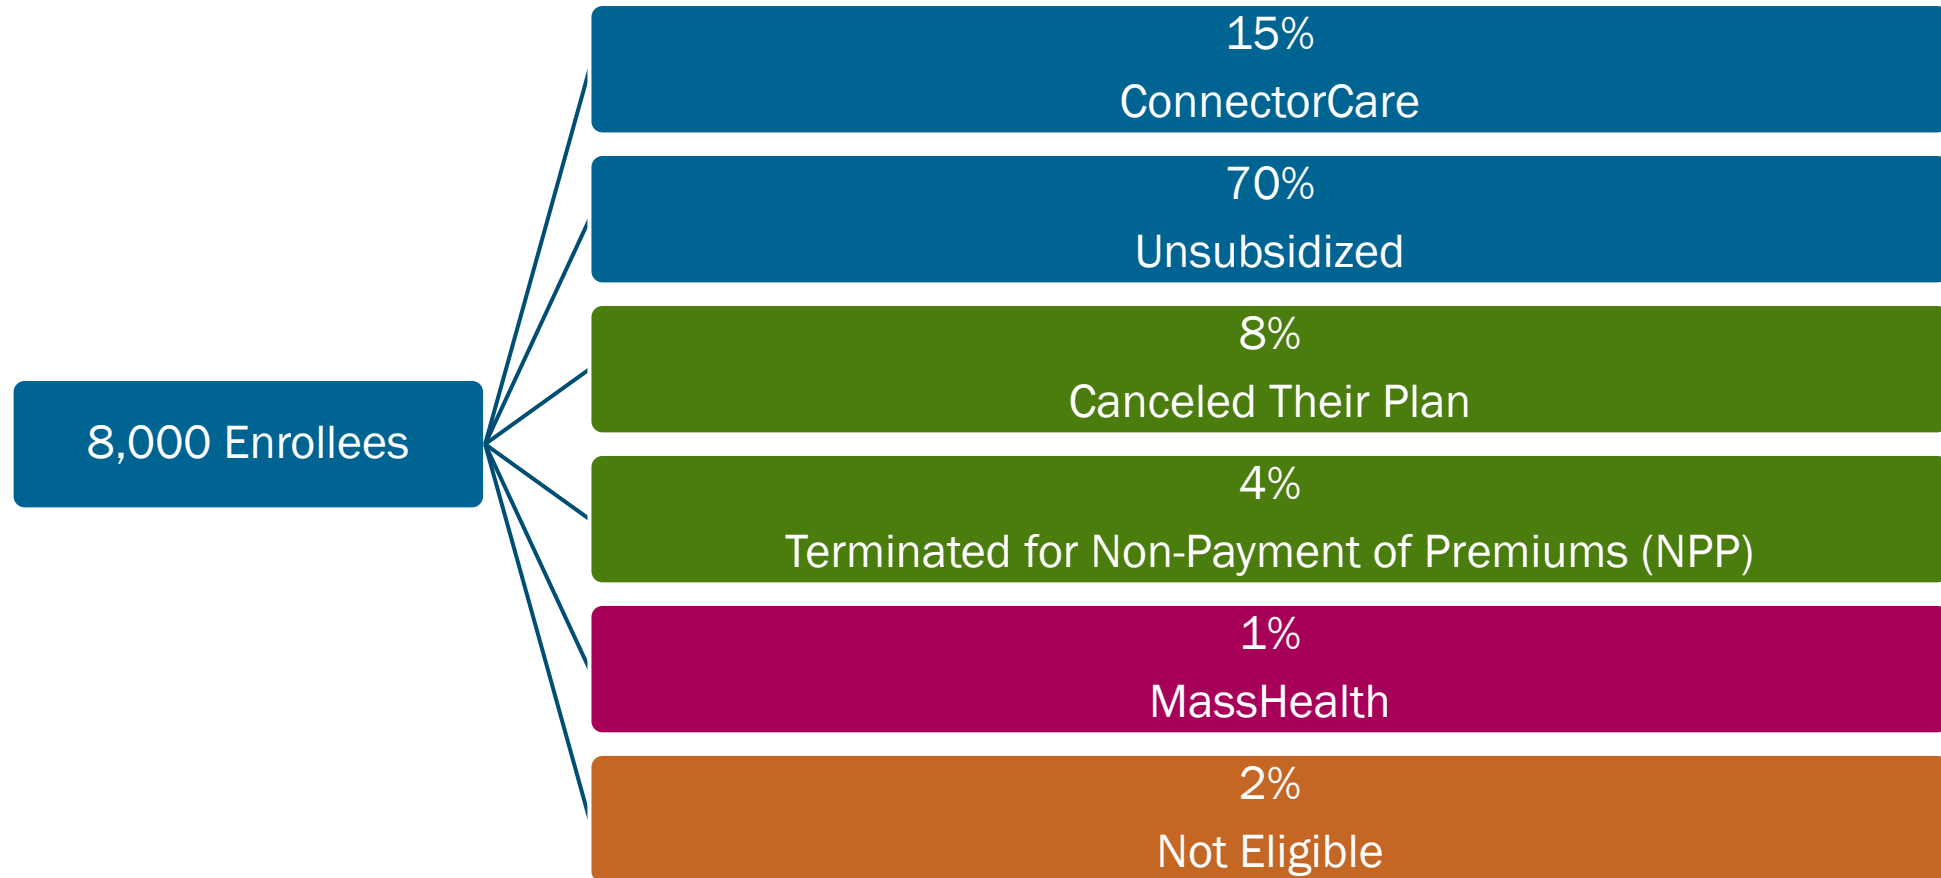 15%
ConnectorCare
70%
Unsubsidized
8%
Canceled Their Plan
8,000 Enrollees
4%
Terminated for Non-Payment of Premiums (NPP)
1%
MassHealth
2%
Not Eligible